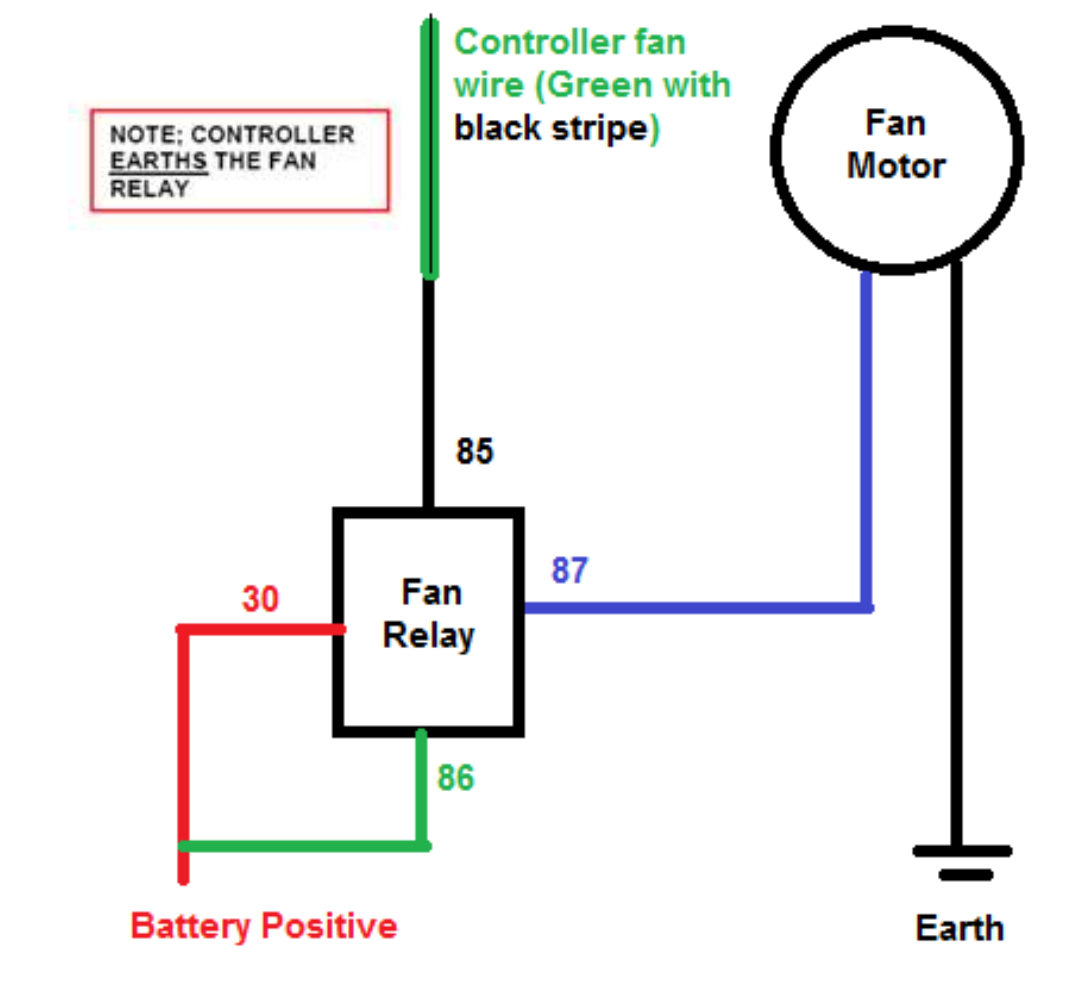 Controller fan
wire (Green with
black stripe)
NOTE; CONTROLLER
EARTHS THE FAN
RELAY
Fan
Motor
85
87
30
Fan
Relay
86
Battery Positive
Earth